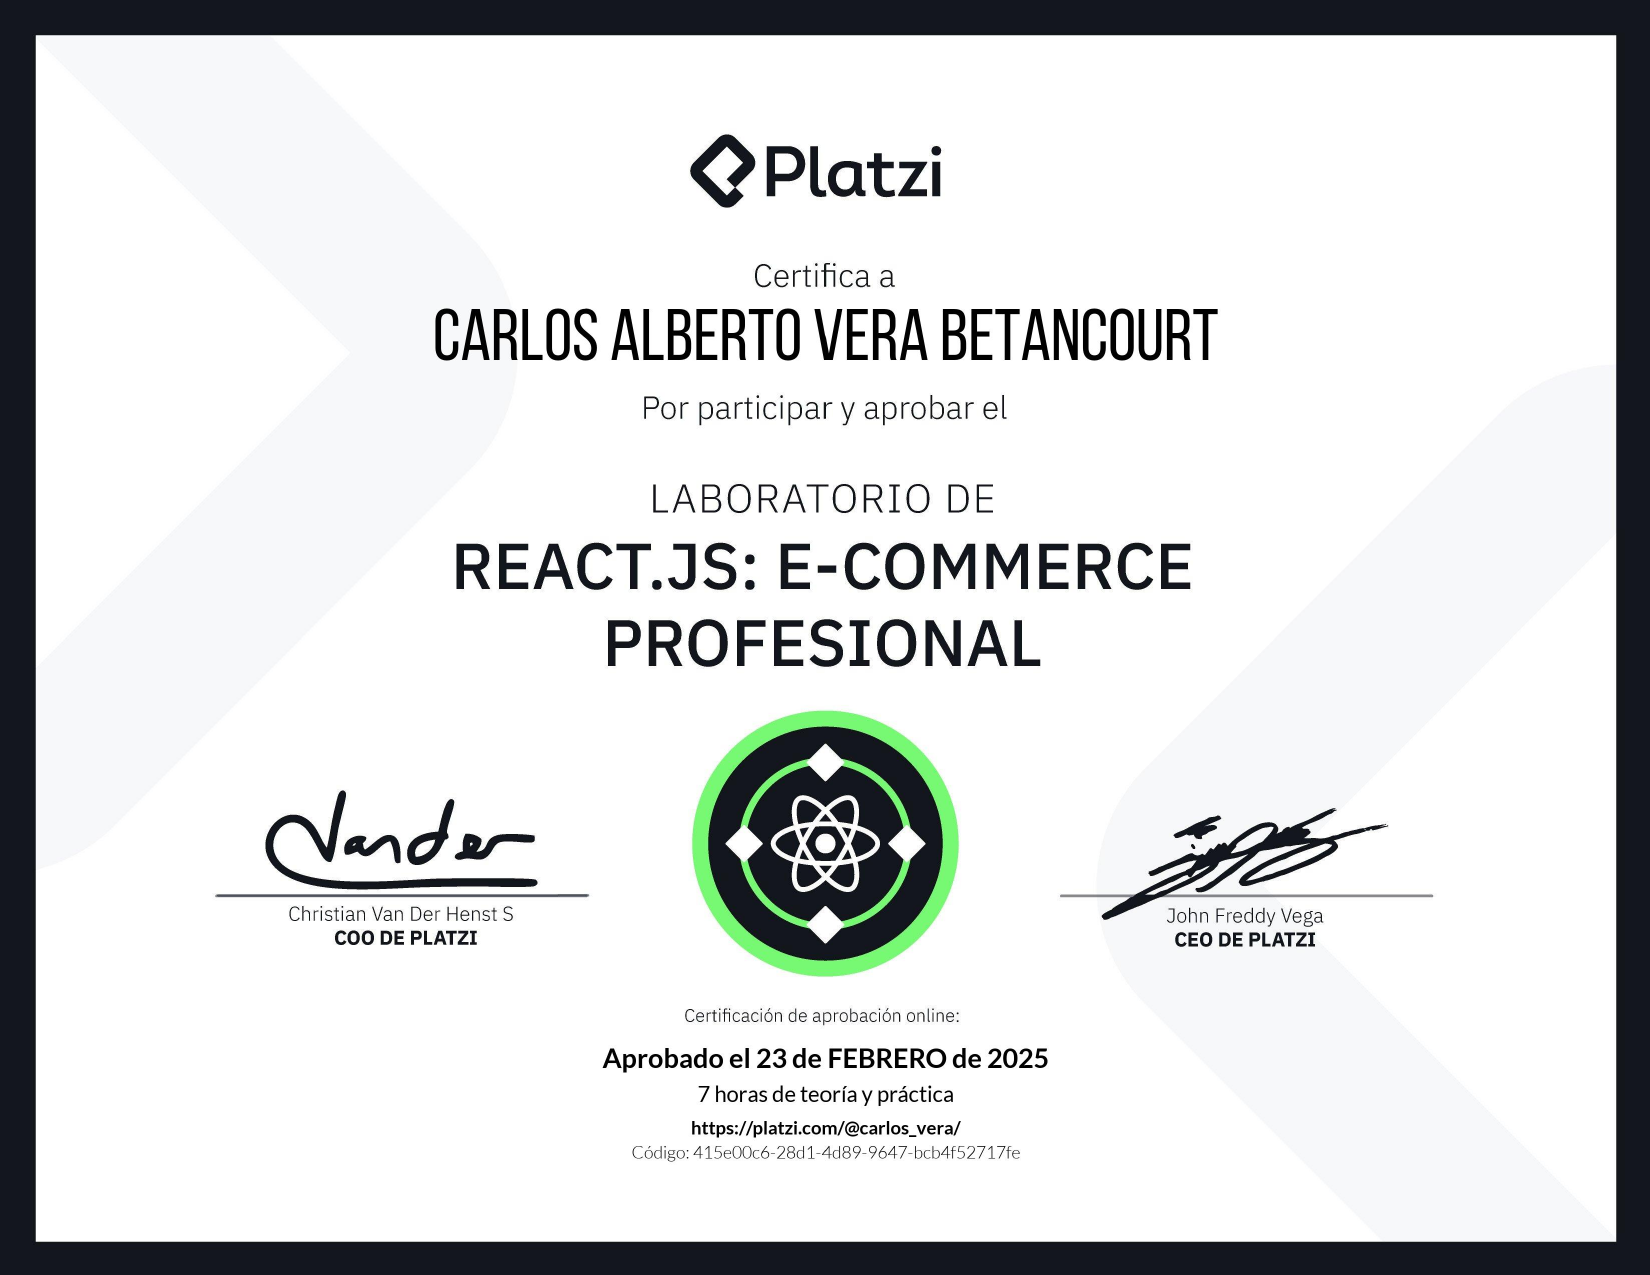 Platzi
Certifica a
CARLOS ALBERTO VERA BETANCOURT
Por participar y aprobar el
LABORATORIO DE
REACT.JS: E-COMMERCE
PROFESIONAL
Vander
Christian Van Der Henst S
COO DE PLATZI
John Freddy Vega
CEO DE PLATZI
Certificación de aprobación online:
Aprobado el 23 de FEBRERO de 2025
7 horas de teoría y práctica
https://platzi.com/@carlos_vera/
Código: 415e00c6-28d1-4d89-9647-bcb4f52717fe